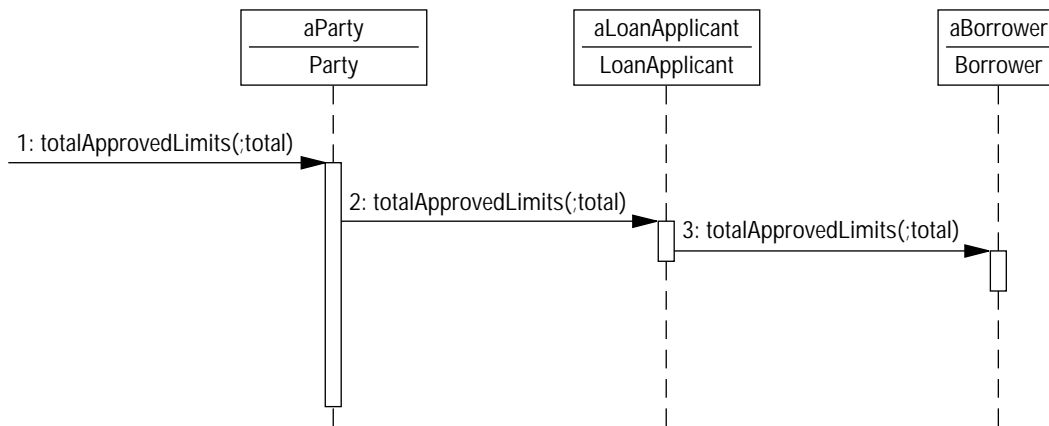 aParty
Party
aLoanApplicant
LoanApplicant
aBorrower
Borrower
1: totalApprovedLimits(;total)
2: totalApprovedLimits(;total)
3: totalApprovedLimits(;total)